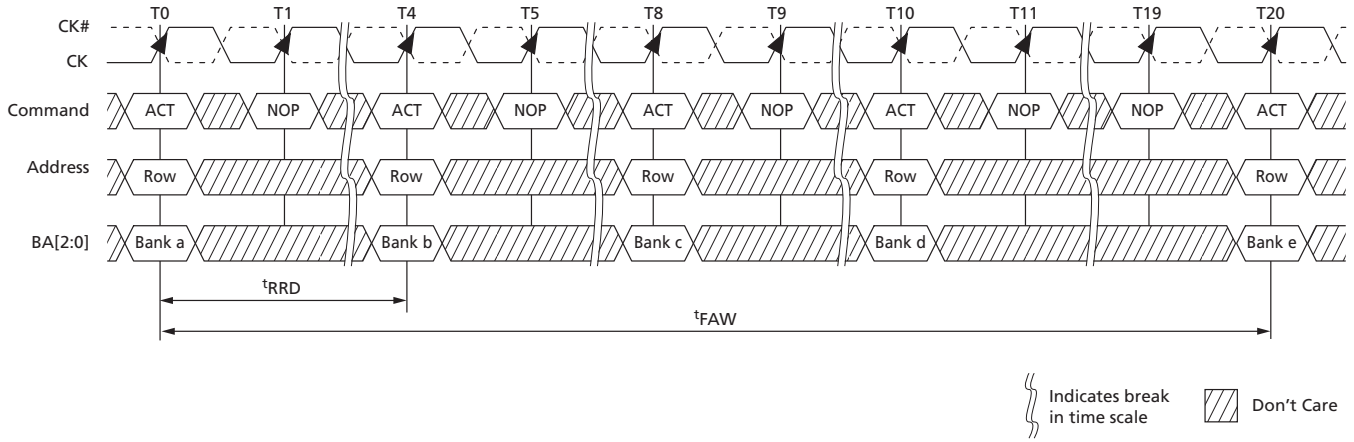 T0 T1 T4 T5 T8 T9 T10 T11 T19 T20
CK#
CK
Command ACT NOP ACT NOP ACT NOP ACT NOP NOP ACT
Address Row Row Row Row Row
BA[2:0] Bank a Bank b Bank c Bank d Bank e
tRRD
tFAW
Indicates break
in time scale
Don't Care